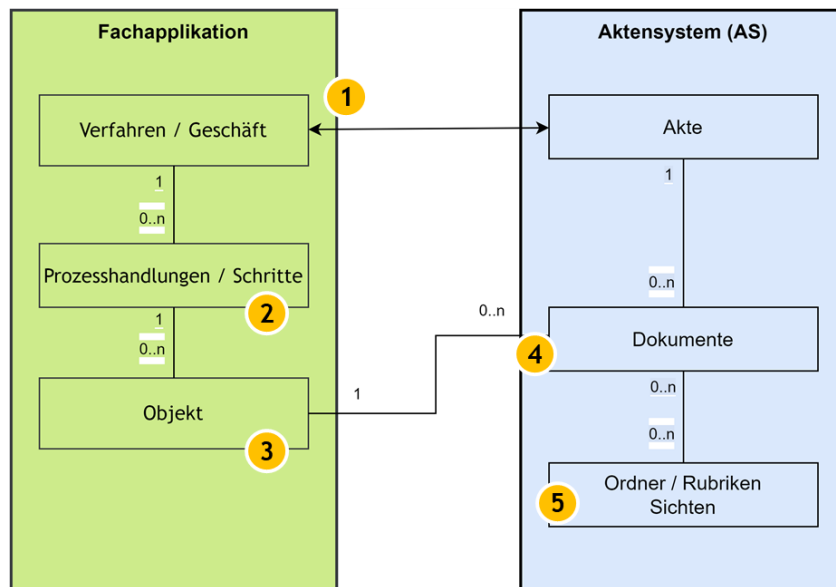 Fachapplikation
Aktensystem (AS)
1
Verfahren / Geschäft
Akte
1
0..n
1
0..n
Prozesshandlungen / Schritte
2
1
0..n
0..n
4
Dokumente
1
Objekt
3
0..n
0..n
5
Ordner / Rubriken
Sichten